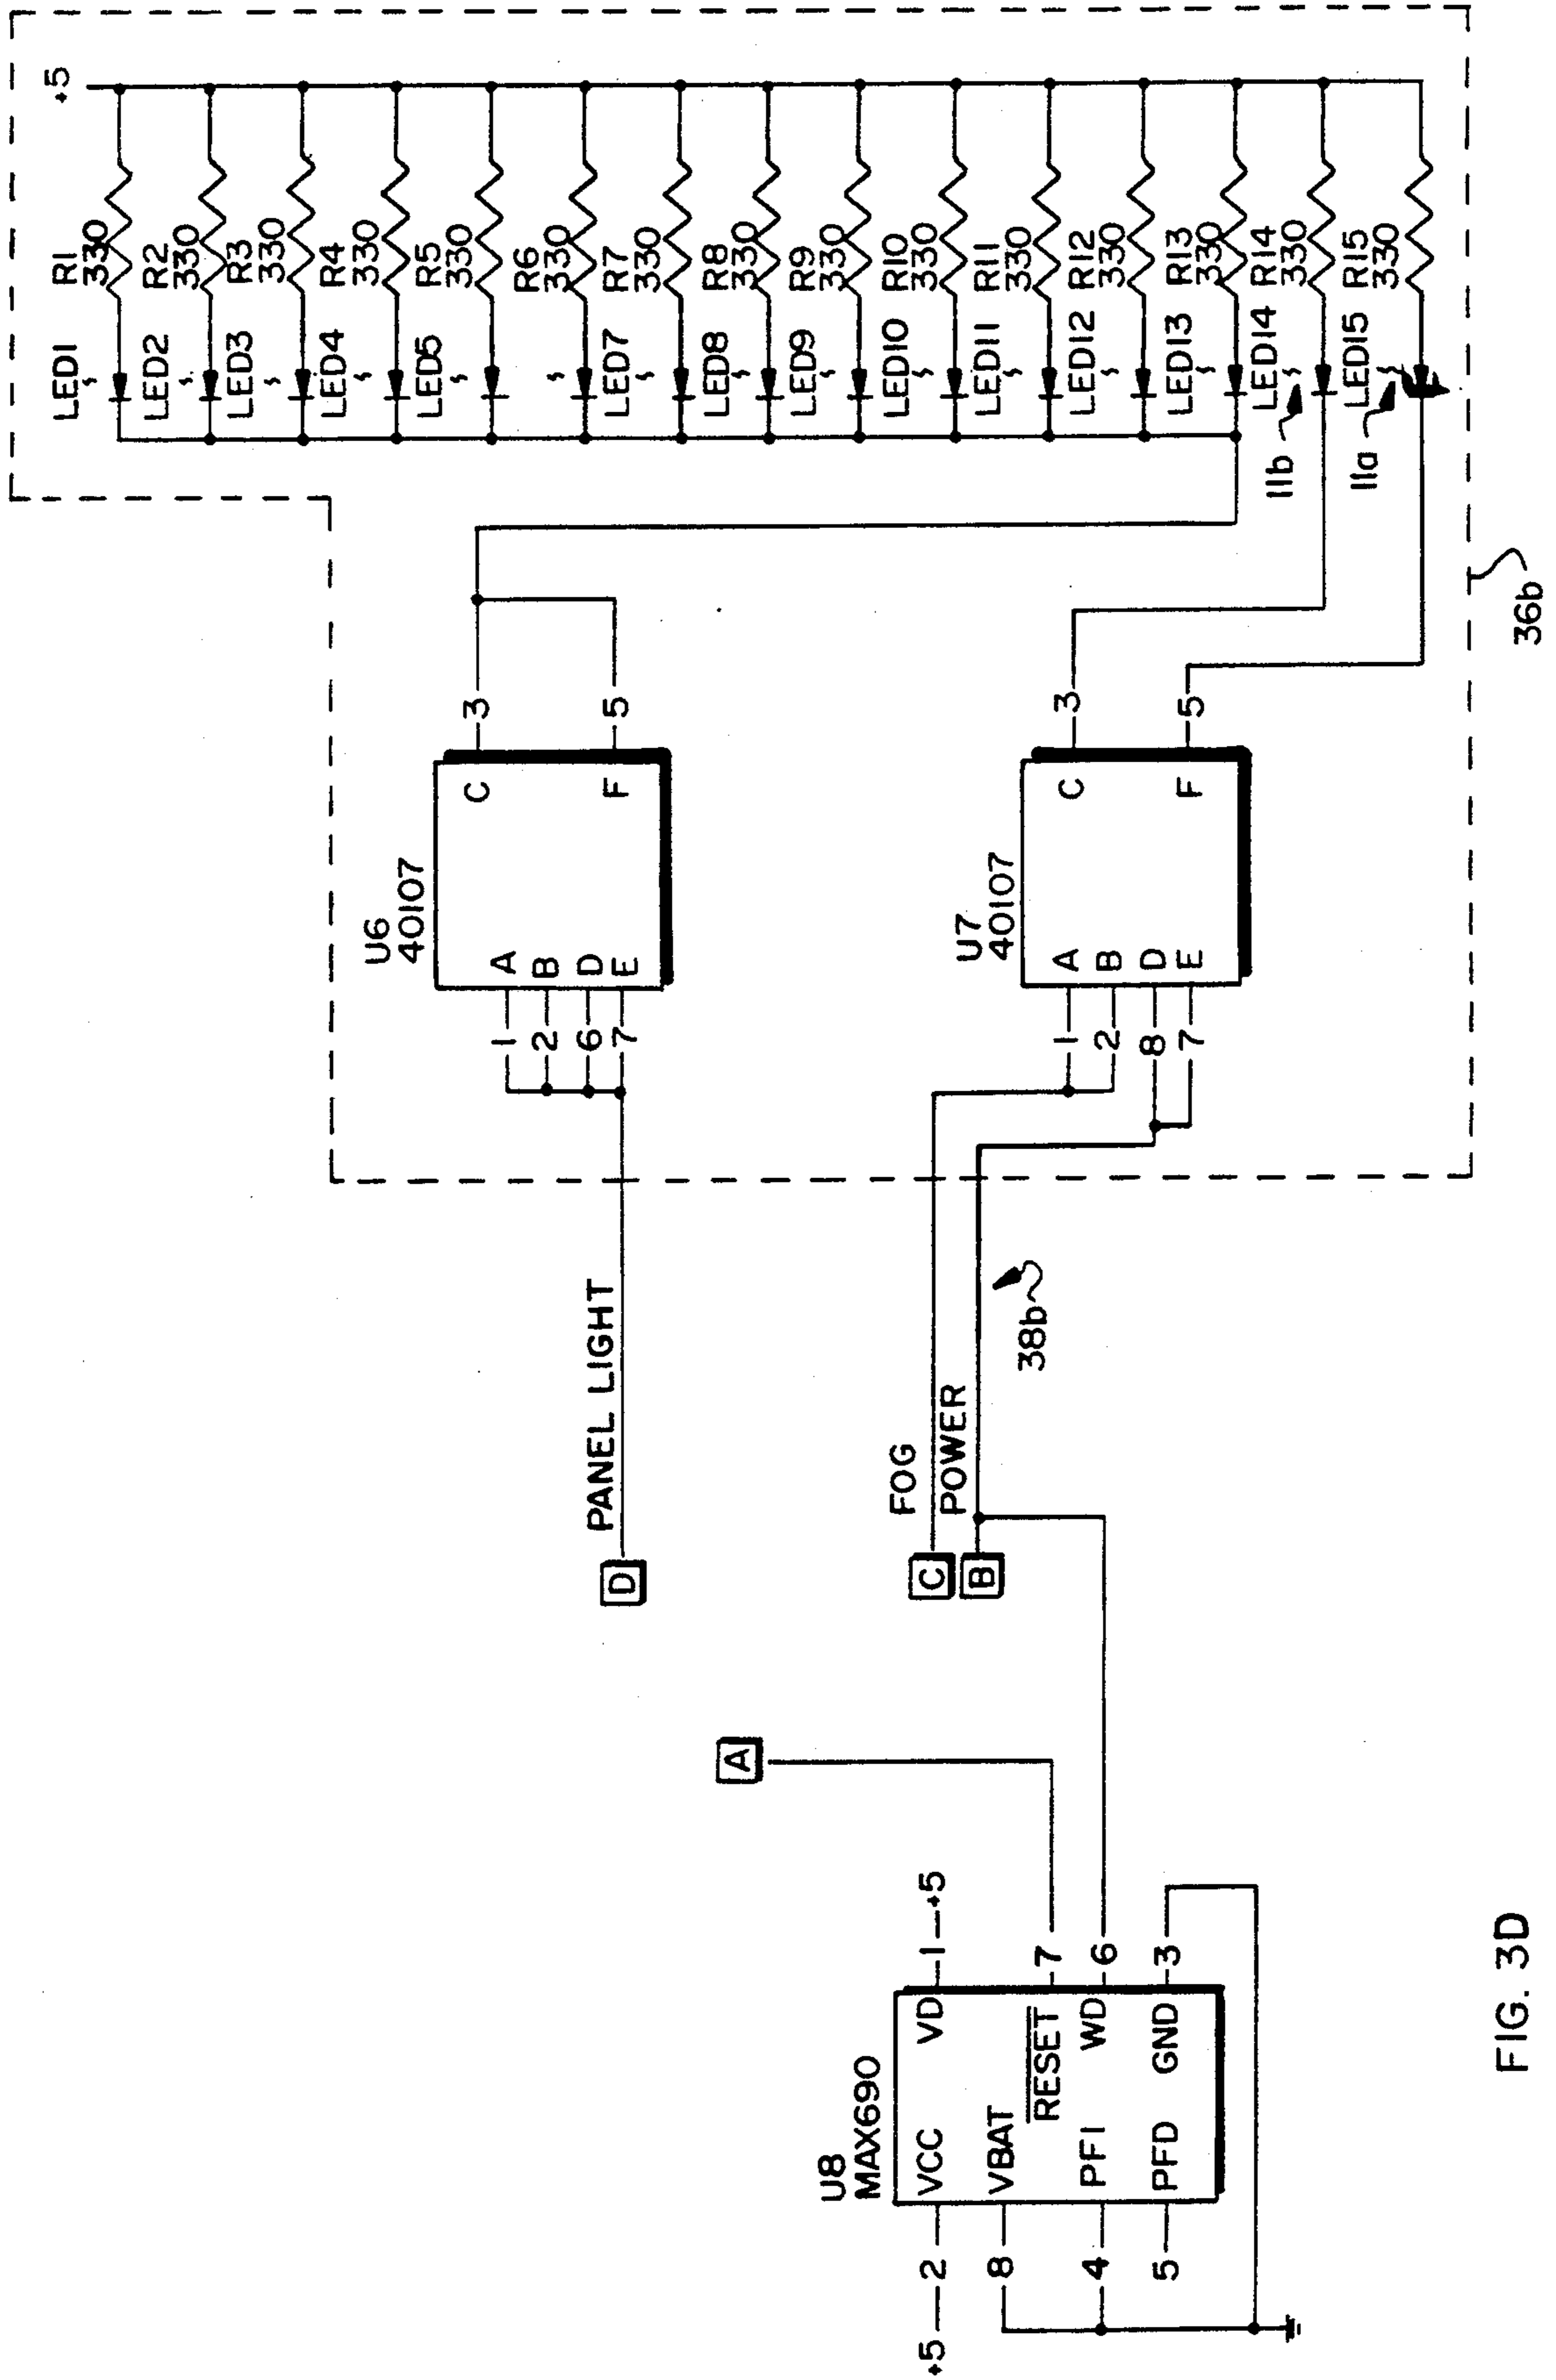 +5
R1
330
R2
330
R3
330
R4
330
R5
330
R6
330
R7
330
R8
330
R9
330
R10
330
R11
330
R12
330
R13
330
R14
330
R15
330
LED1
LED2
LED3
LED4
LED5
LED7
LED8
LED9
LED10
LED11
LED12
LED13
LED14
LED15
11b
11a
36b
U6
40107
A
B
D
E
C
F
1
2
6
7
3
5
U7
40107
A
B
D
E
C
F
1
2
8
7
3
5
PANEL LIGHT
D
FOG
C
POWER
B
38b
A
U8
MAX690
VCC
VD
VBAT
RESET
PFI
WD
PFD
GND
+5
2
8
4
5
1
+5
7
6
3
FIG. 3D